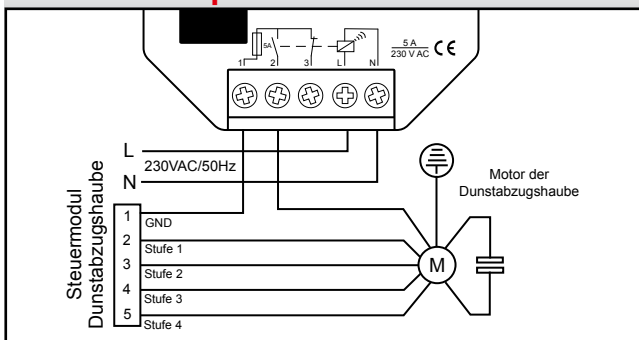 5A
1 2 3 L N
5 A
230 V AC CE
L
230VAC/50Hz
N
Steuermodul
Dunstabzugshaube
1 GND
2 Stufe 1
3 Stufe 2
4 Stufe 3
5 Stufe 4
Motor der
Dunstabzugshaube
M